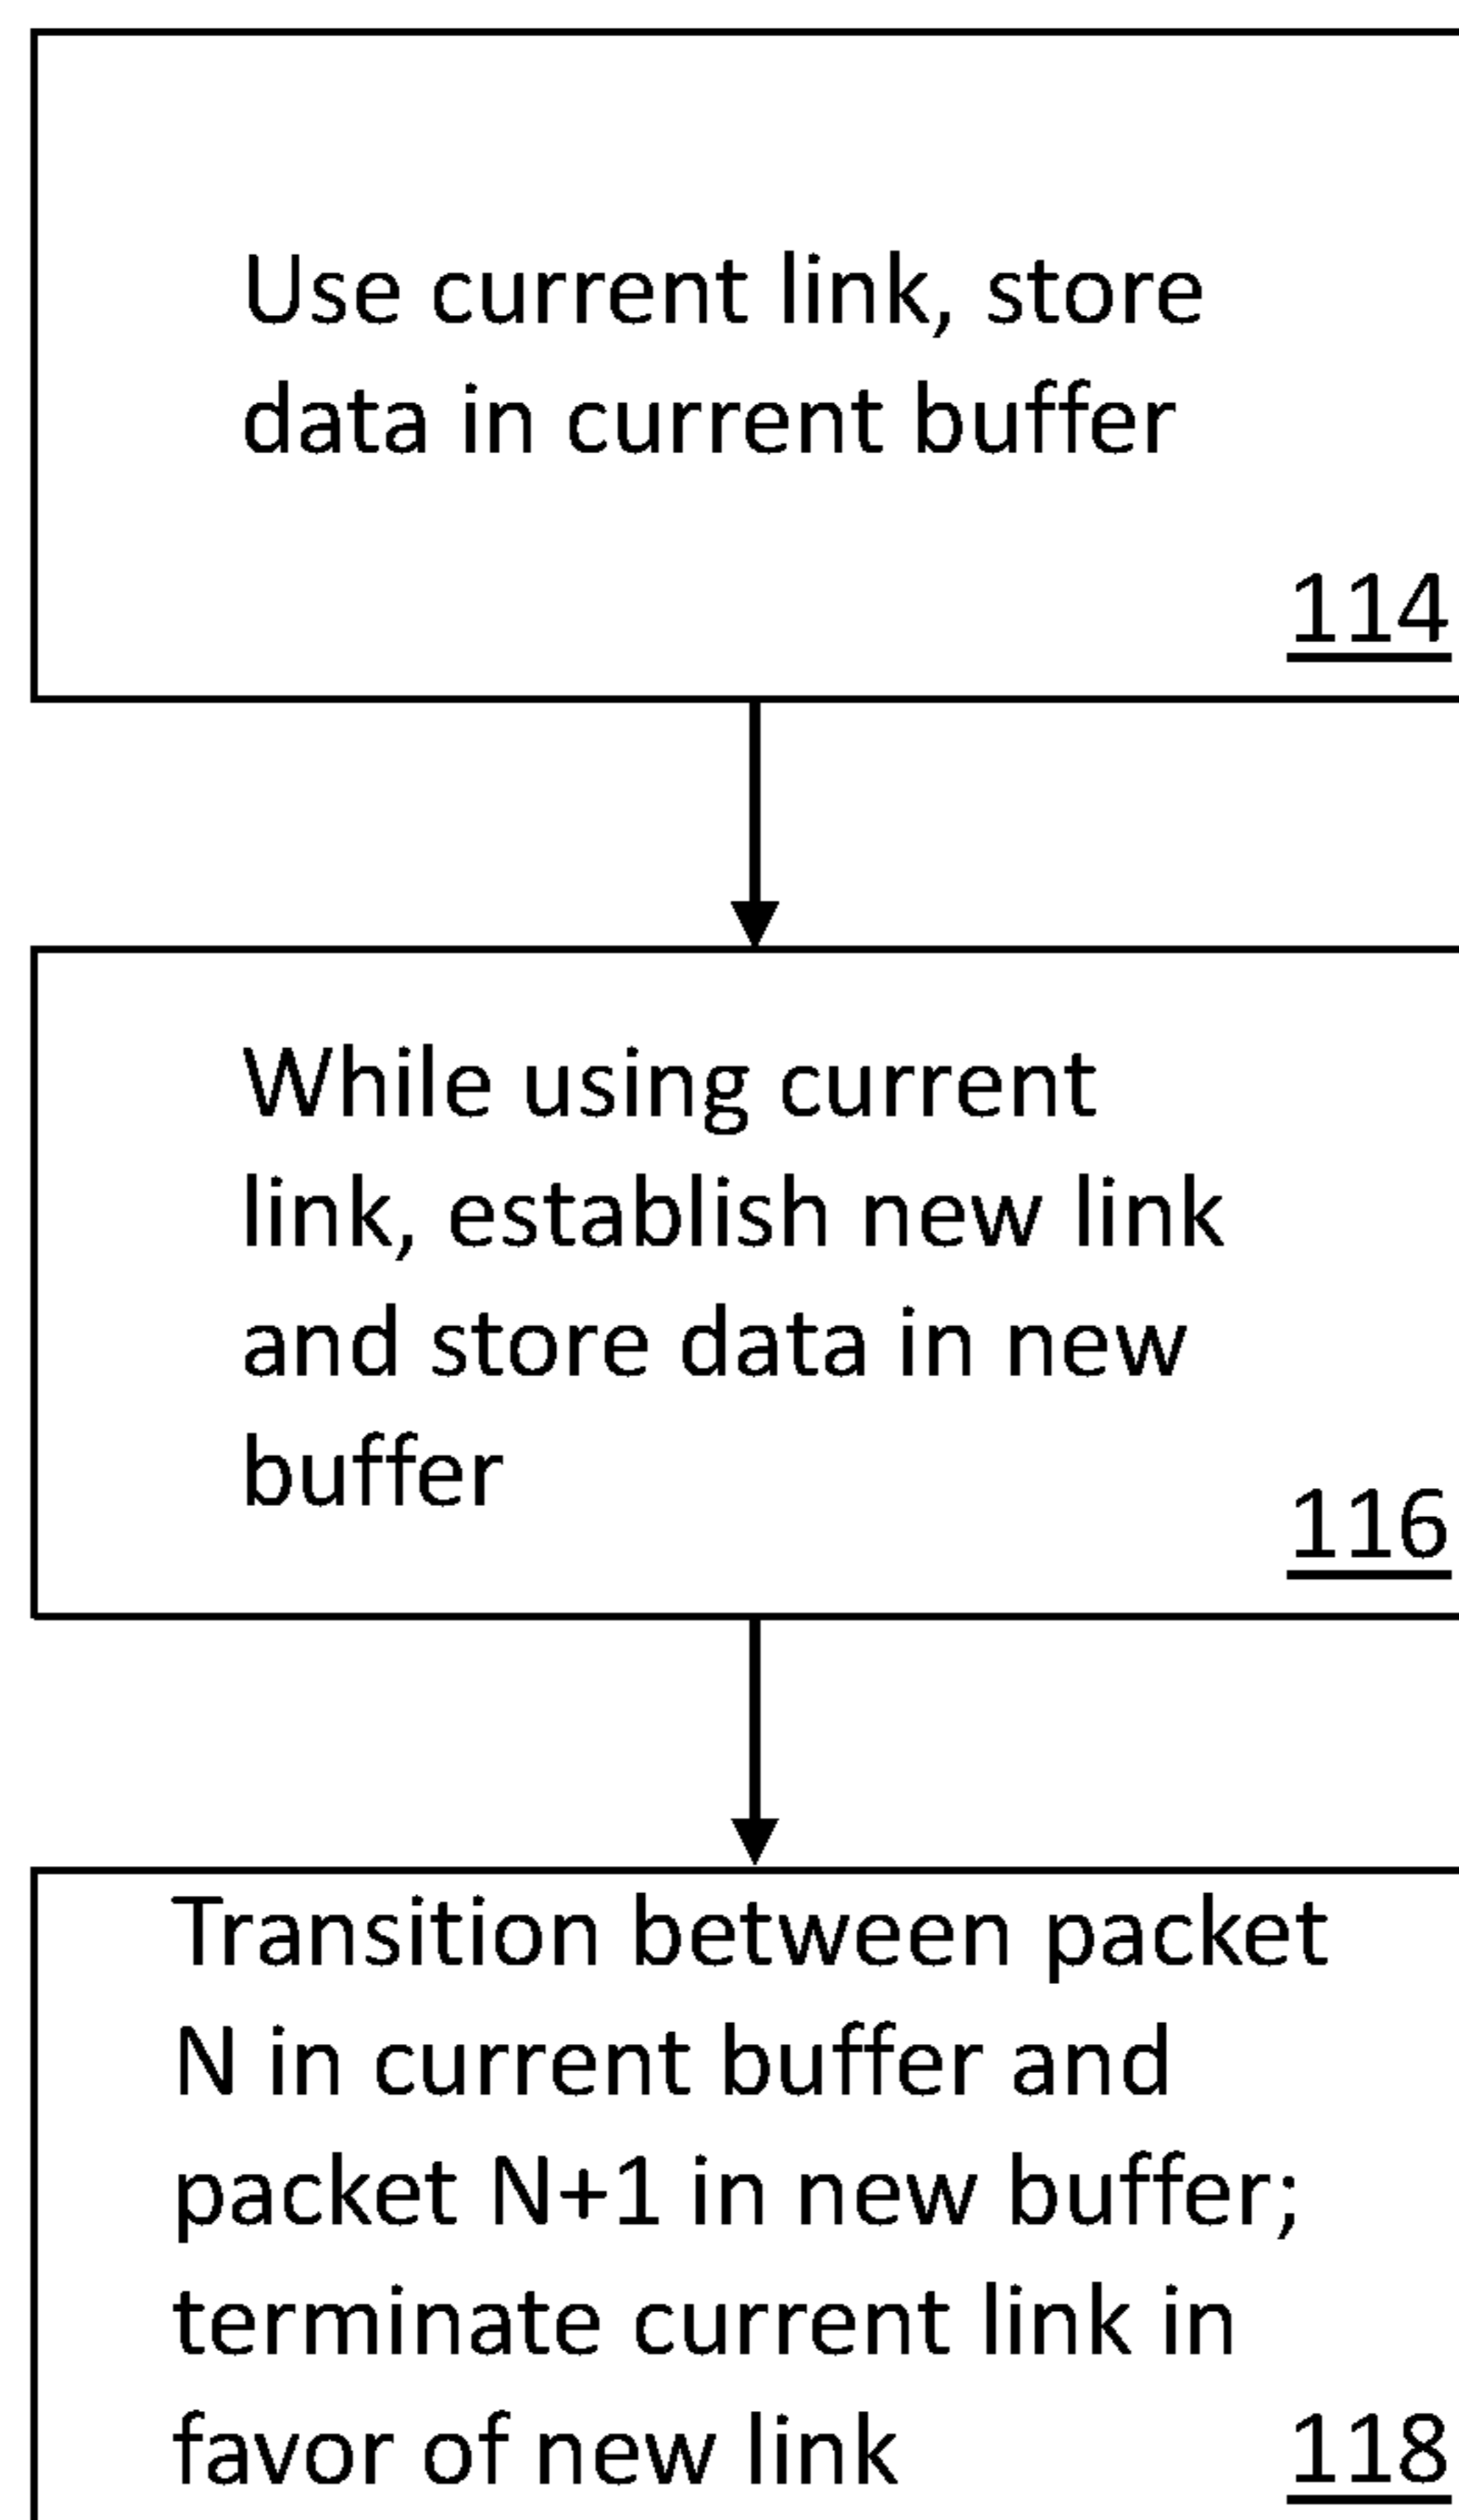 Use current link, store
data in current buffer
114
While using current
link, establish new link
and store data in new
buffer
116
Transition between packet
N in current buffer and
packet N+1 in new buffer;
terminate current link in
favor of new link
118